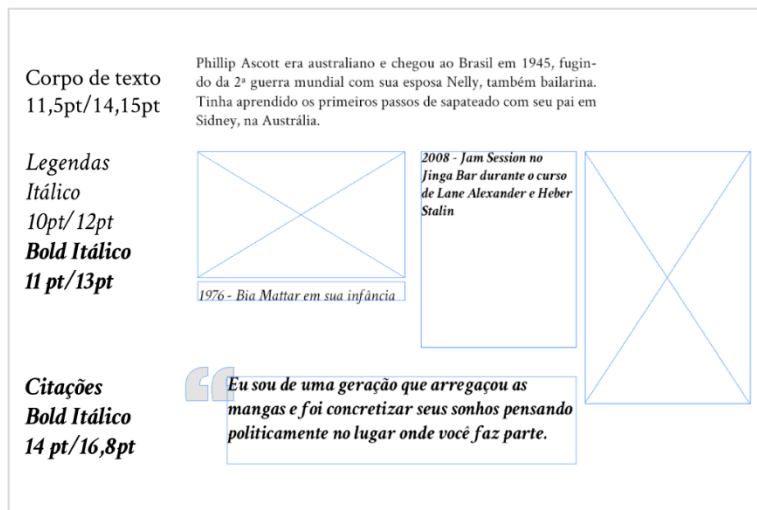 Corpo de texto
11,5pt/14,15pt
Phillip Ascott era australiano e chegou ao Brasil em 1945, fugin-
do da 2ª guerra mundial com sua esposa Nelly, também bailarina.
Tinha aprendido os primeiros passos de sapateado com seu pai em
Sidney, na Austrália.
Legendas
Itálico
10pt/12pt
Bold Itálico
11 pt/13pt
1976 - Bia Mattar em sua infância
2008 - Jam Session no
Jinga Bar durante o curso
de Lane Alexander e Heber
Stalin
Citações
Bold Itálico
14 pt/16,8pt
“
Eu sou de uma geração que arregaçou as
mangas e foi concretizar seus sonhos pensando
politicamente no lugar onde você faz parte.